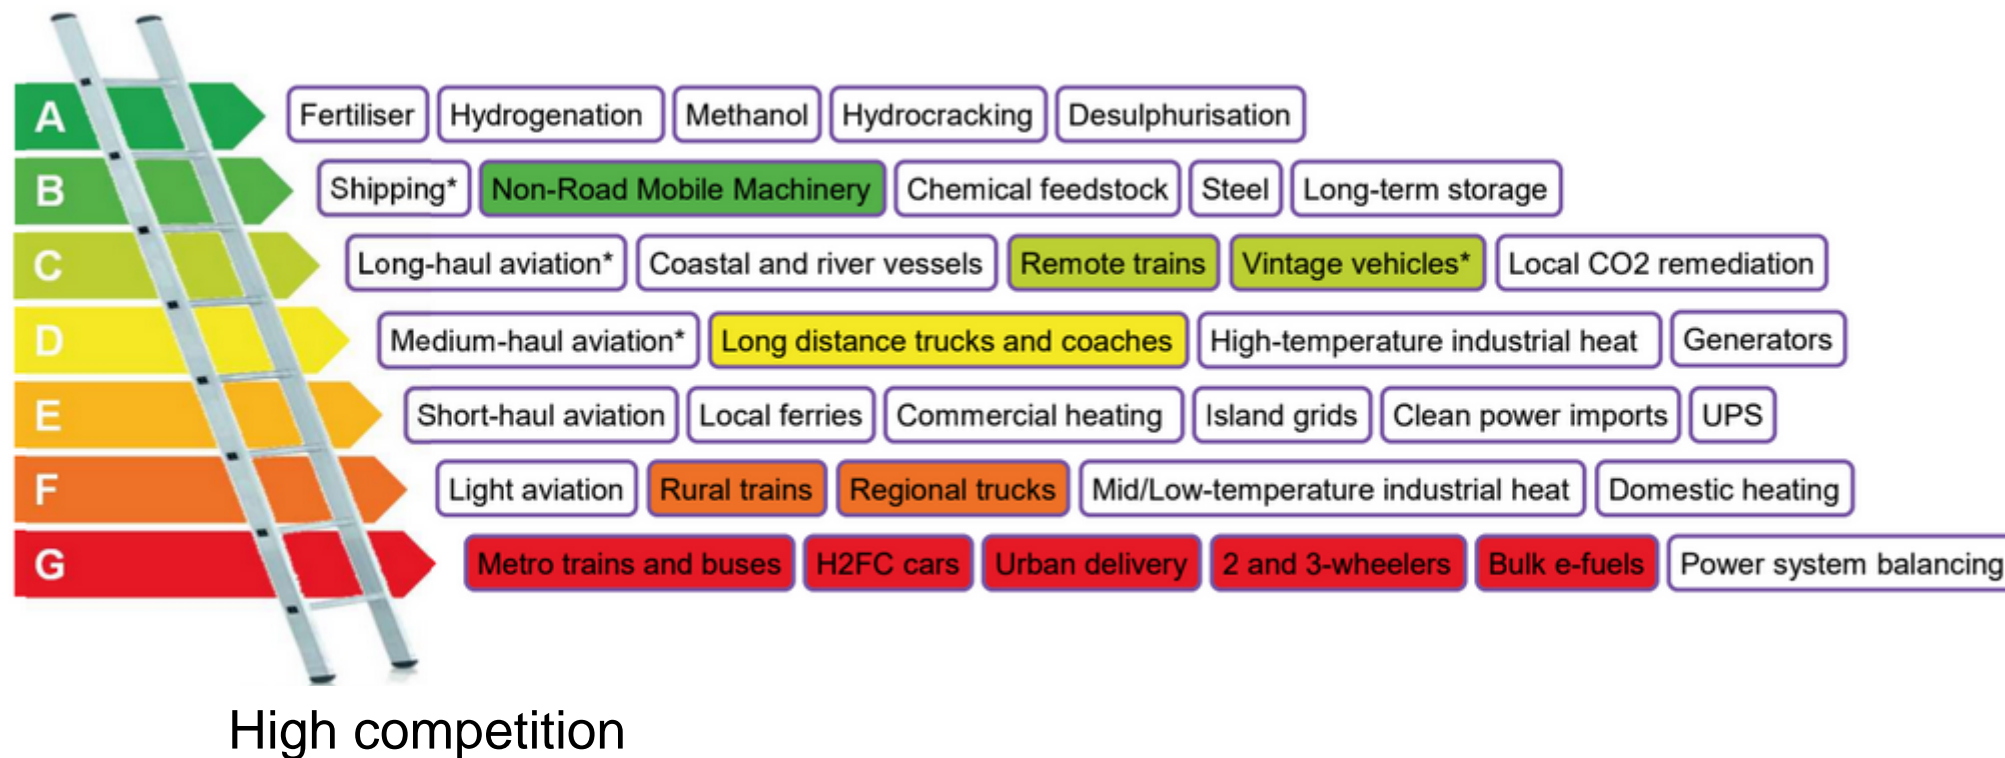 A Fertiliser Hydrogenation Methanol Hydrocracking Desulphurisation
B Shipping* Non-Road Mobile Machinery Chemical feedstock Steel Long-term storage
C Long-haul aviation* Coastal and river vessels Remote trains Vintage vehicles* Local CO2 remediation
D Medium-haul aviation* Long distance trucks and coaches High-temperature industrial heat Generators
E Short-haul aviation Local ferries Commercial heating Island grids Clean power imports UPS
F Light aviation Rural trains Regional trucks Mid/Low-temperature industrial heat Domestic heating
G Metro trains and buses H2FC cars Urban delivery 2 and 3-wheelers Bulk e-fuels Power system balancing
High competition